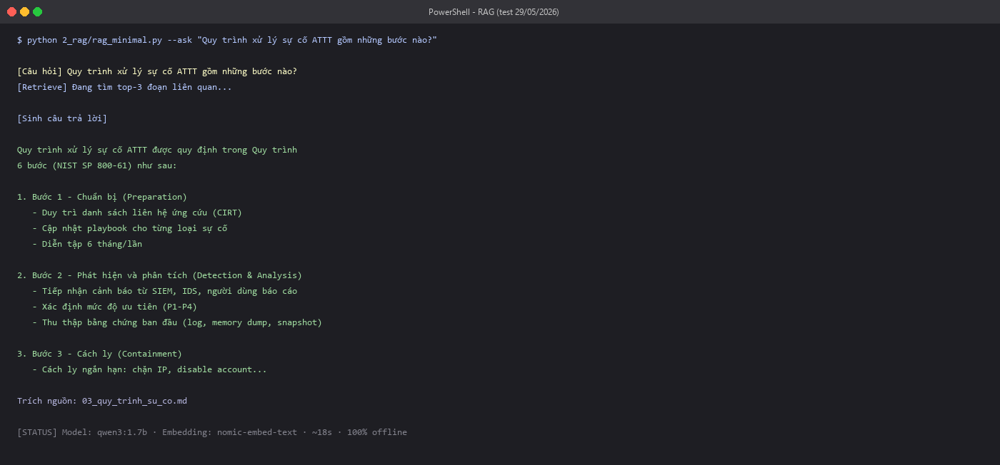 PowerShell - RAG (test 29/05/2026)
$ python 2_rag/rag_minimal.py --ask "Quy trình xử lý sự cố ATTT gồm những bước nào?"
[Câu hỏi] Quy trình xử lý sự cố ATTT gồm những bước nào?
[Retrieve] Đang tìm top-3 đoạn liên quan...
[Sinh câu trả lời]
Quy trình xử lý sự cố ATTT được quy định trong Quy trình
6 bước (NIST SP 800-61) như sau:
1. Bước 1 - Chuẩn bị (Preparation)
- Duy trì danh sách liên hệ ứng cứu (CIRT)
- Cập nhật playbook cho từng loại sự cố
- Diễn tập 6 tháng/lần
2. Bước 2 - Phát hiện và phân tích (Detection & Analysis)
- Tiếp nhận cảnh báo từ SIEM, IDS, người dùng báo cáo
- Xác định mức độ ưu tiên (P1-P4)
- Thu thập bằng chứng ban đầu (log, memory dump, snapshot)
3. Bước 3 - Cách ly (Containment)
- Cách ly ngắn hạn: chặn IP, disable account...
Trích nguồn: 03_quy_trinh_su_co.md
[STATUS] Model: qwen3:1.7b · Embedding: nomic-embed-text · ~18s · 100% offline